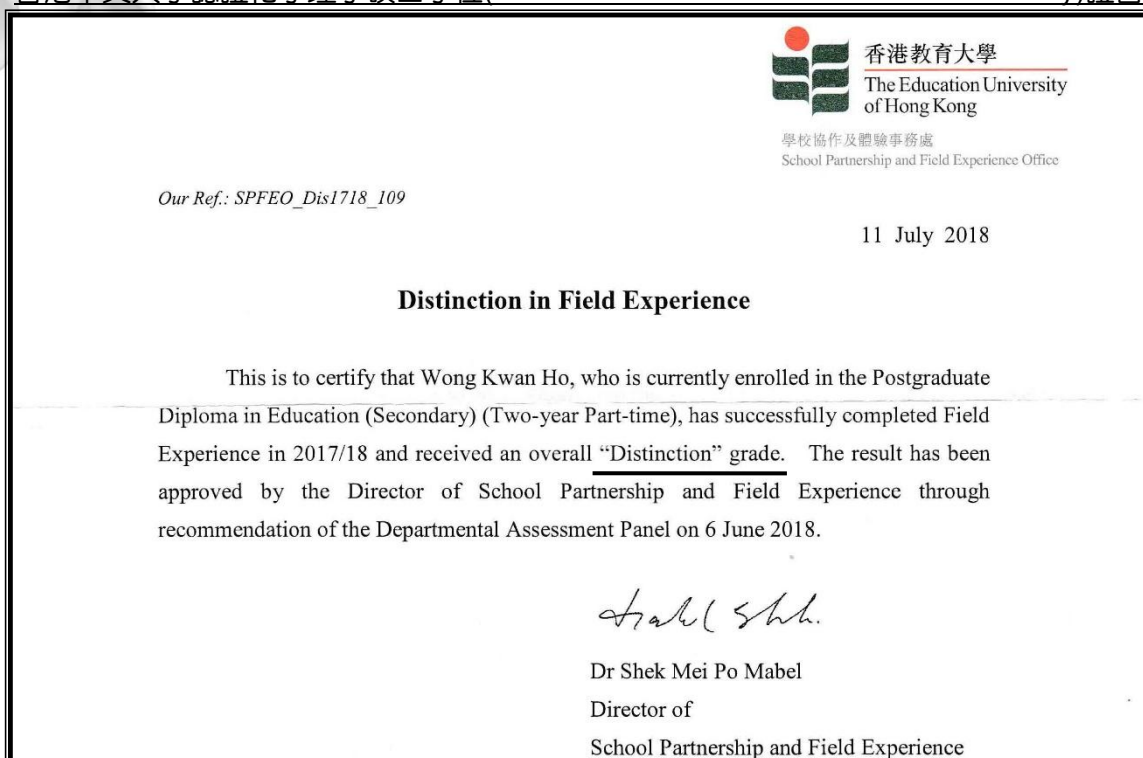 香港教育大學
The Education University
of Hong Kong
學校協作及體驗事務處
School Partnership and Field Experience Office
Our Ref.: SPFEO_Dis1718_109
11 July 2018
Distinction in Field Experience
This is to certify that Wong Kwan Ho, who is currently enrolled in the Postgraduate
Diploma in Education (Secondary) (Two-year Part-time), has successfully completed Field
Experience in 2017/18 and received an overall “Distinction” grade. The result has been
approved by the Director of School Partnership and Field Experience through
recommendation of the Departmental Assessment Panel on 6 June 2018.
Dr Shek Mei Po Mabel
Director of
School Partnership and Field Experience